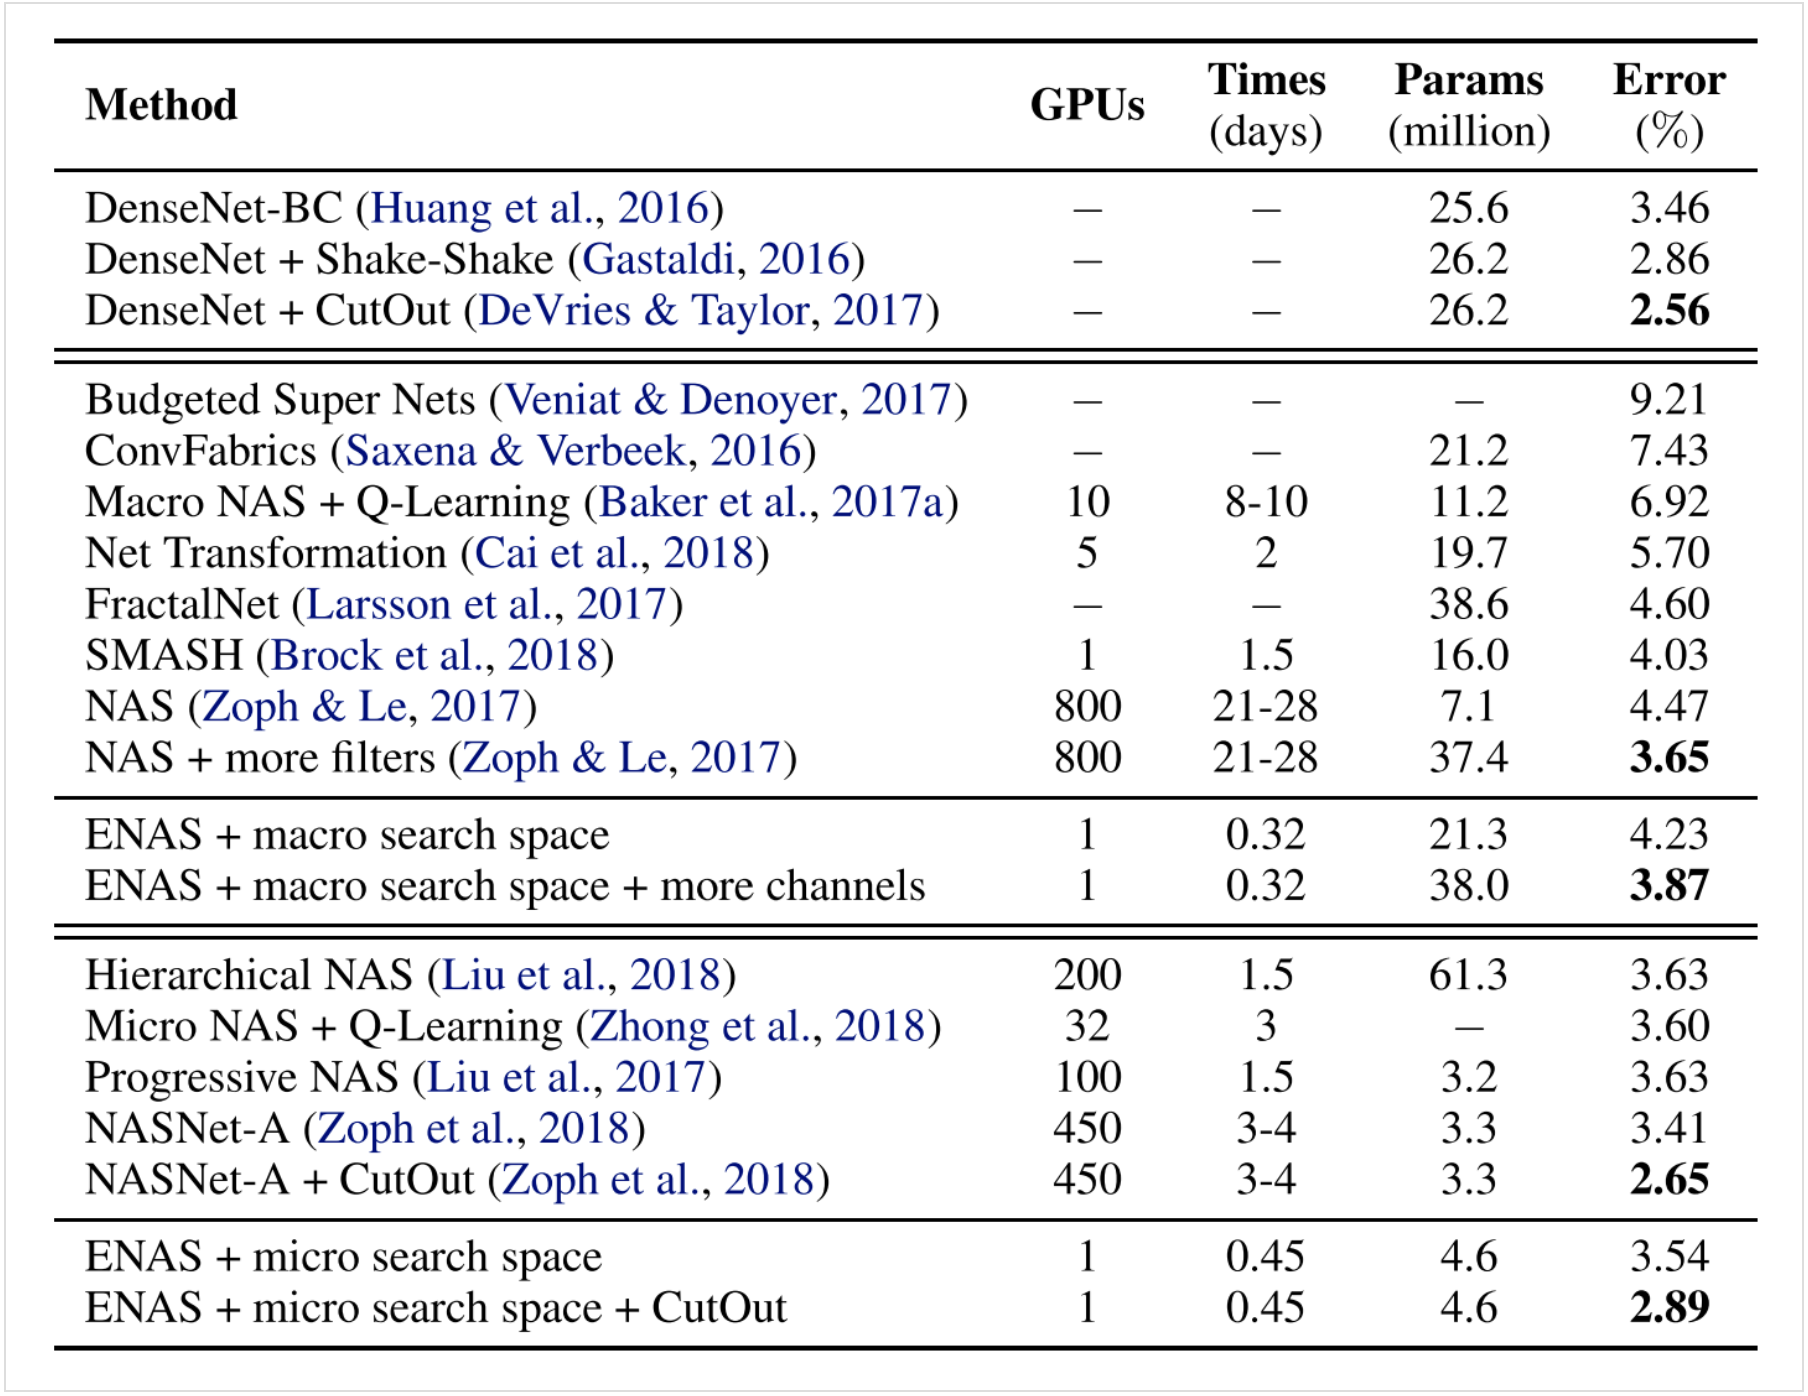 Method GPUs Times (days) Params (million) Error (%)
DenseNet-BC (Huang et al., 2016) – – 25.6 3.46
DenseNet + Shake-Shake (Gastaldi, 2016) – – 26.2 2.86
DenseNet + CutOut (DeVries & Taylor, 2017) – – 26.2 2.56
Budgeted Super Nets (Veniat & Denoyer, 2017) – – – 9.21
ConvFabrics (Saxena & Verbeek, 2016) – – 21.2 7.43
Macro NAS + Q-Learning (Baker et al., 2017a) 10 8-10 11.2 6.92
Net Transformation (Cai et al., 2018) 5 2 19.7 5.70
FractalNet (Larsson et al., 2017) – – 38.6 4.60
SMASH (Brock et al., 2018) 1 1.5 16.0 4.03
NAS (Zoph & Le, 2017) 800 21-28 7.1 4.47
NAS + more filters (Zoph & Le, 2017) 800 21-28 37.4 3.65
ENAS + macro search space 1 0.32 21.3 4.23
ENAS + macro search space + more channels 1 0.32 38.0 3.87
Hierarchical NAS (Liu et al., 2018) 200 1.5 61.3 3.63
Micro NAS + Q-Learning (Zhong et al., 2018) 32 3 – 3.60
Progressive NAS (Liu et al., 2017) 100 1.5 3.2 3.63
NASNet-A (Zoph et al., 2018) 450 3-4 3.3 3.41
NASNet-A + CutOut (Zoph et al., 2018) 450 3-4 3.3 2.65
ENAS + micro search space 1 0.45 4.6 3.54
ENAS + micro search space + CutOut 1 0.45 4.6 2.89